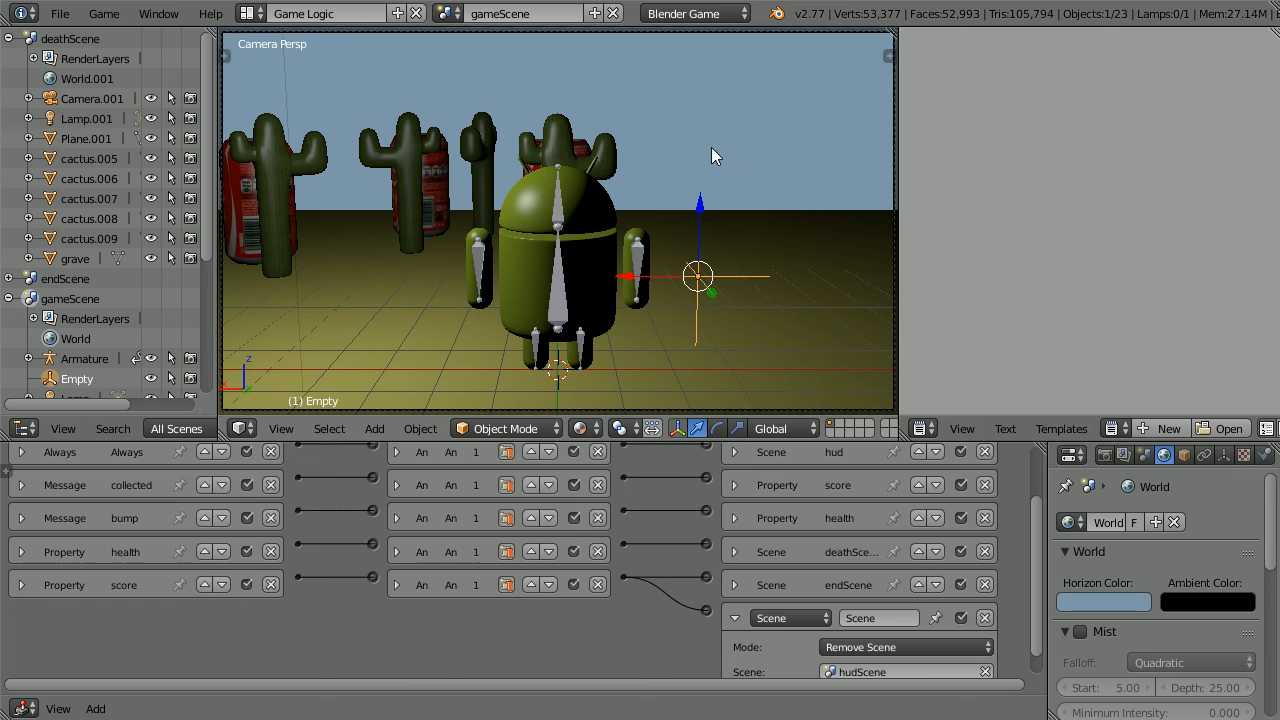 File Game Window Help Game Logic gameScene Blender Game v2.77 | Verts:53,377 | Faces:52,993 | Tris:105,794 | Objects:1/23 | Lamps:0/1 | Mem:27.14M |
deathScene
RenderLayers
World.001
Camera.001
Lamp.001
Plane.001
cactus.005
cactus.006
cactus.007
cactus.008
cactus.009
grave
endScene
gameScene
RenderLayers
World
Armature
Empty
Camera Persp
z
(1) Empty
View Search All Scenes
View Select Add Object Object Mode Global
View Text Templates New Open
Always Always An An 1 Scene hud
Message collected An An 1 Property score
Message bump An An 1 Property health
Property health An An 1 Scene deathSce...
Property score An An 1 Scene endScene
Scene Scene
Mode: Remove Scene
Scene: hudScene
View Add
World
World F
World
Horizon Color: Ambient Color:
Mist
Falloff: Quadratic
Start: 5.00 Depth: 25.00
Minimum Intensity: 0.000